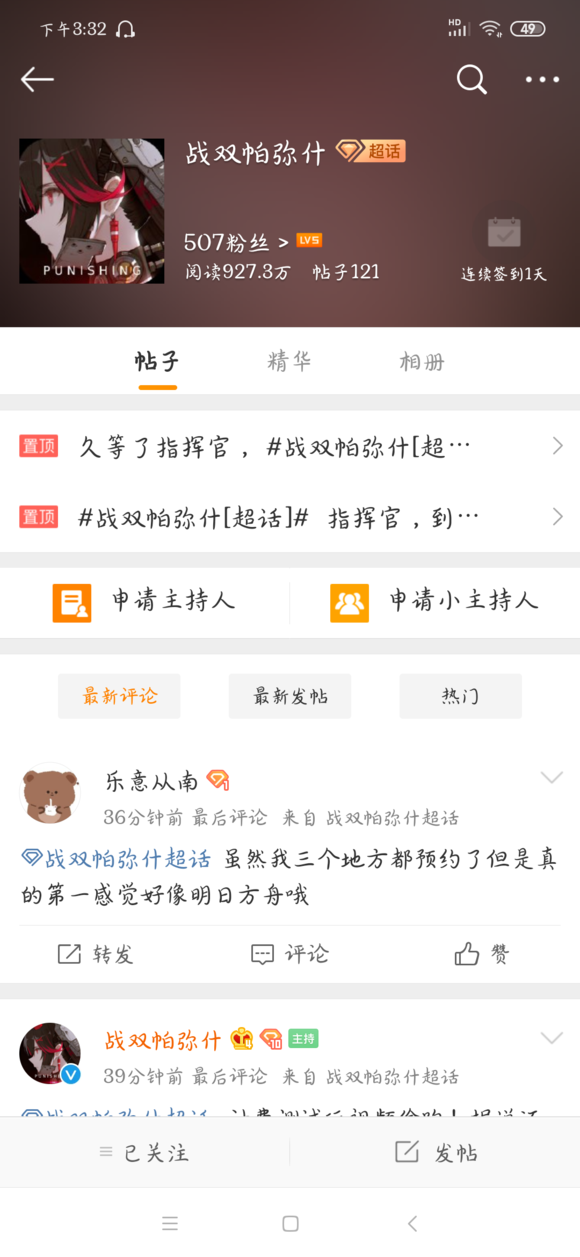 下午3:32
HD
49
战双帕弥什
超话
507粉丝 >
LV5
阅读927.3万 帖子121
连续签到1天
PUNISHING
帖子 精华 相册
置顶 久等了指挥官，#战双帕弥什[超…
置顶 #战双帕弥什[超话]# 指挥官，到…
申请主持人 申请小主持人
最新评论 最新发帖 热门
乐意从南
36分钟前 最后评论 来自 战双帕弥什超话
战双帕弥什超话 虽然我三个地方都预约了但是真
的第一感觉好像明日方舟哦
转发 评论 赞
战双帕弥什 10 主持
39分钟前 最后评论 来自 战双帕弥什超话
战双帕弥什超话
已关注 发帖